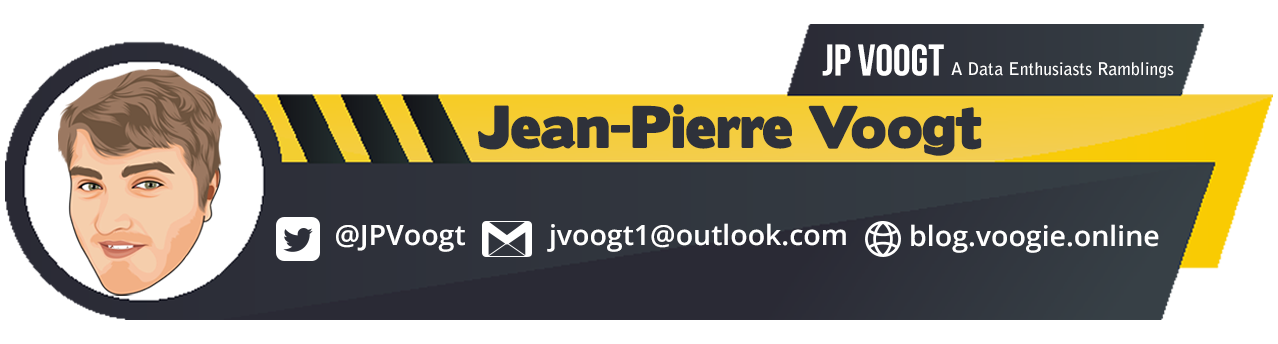 JP VOOGT A Data Enthusiasts Ramblings
Jean-Pierre Voogt
@JPVoogt jvoogt1@outlook.com blog.voogie.online